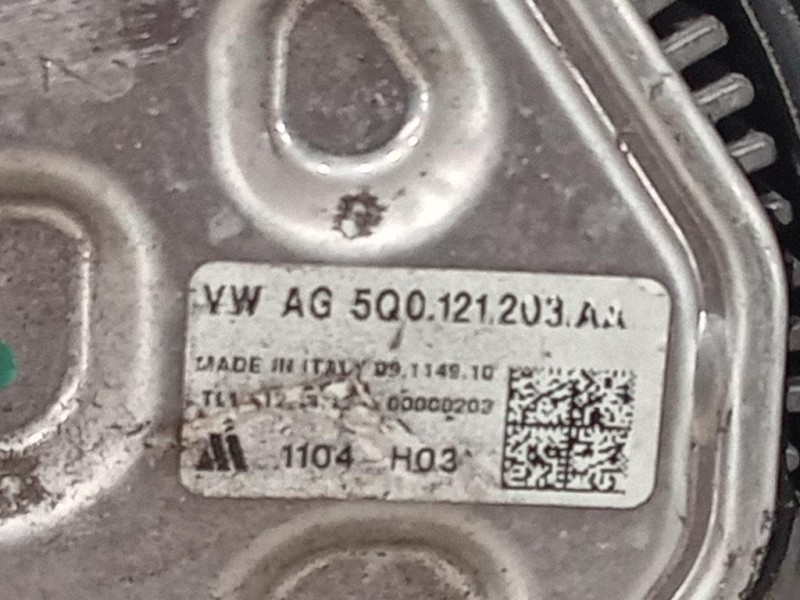 VW AG 5Q0.121.203.AA
MADE IN ITALY 09.1149.10
00000203
1104 H03